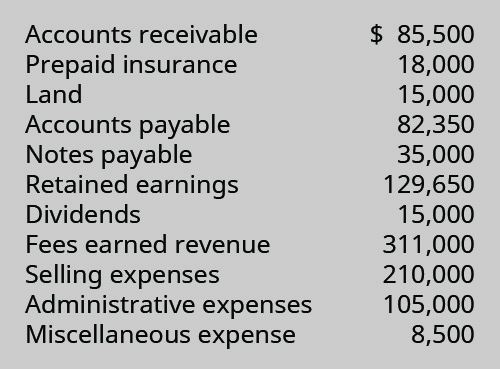 Accounts receivable $ 85,500
Prepaid insurance 18,000
Land 15,000
Accounts payable 82,350
Notes payable 35,000
Retained earnings 129,650
Dividends 15,000
Fees earned revenue 311,000
Selling expenses 210,000
Administrative expenses 105,000
Miscellaneous expense 8,500